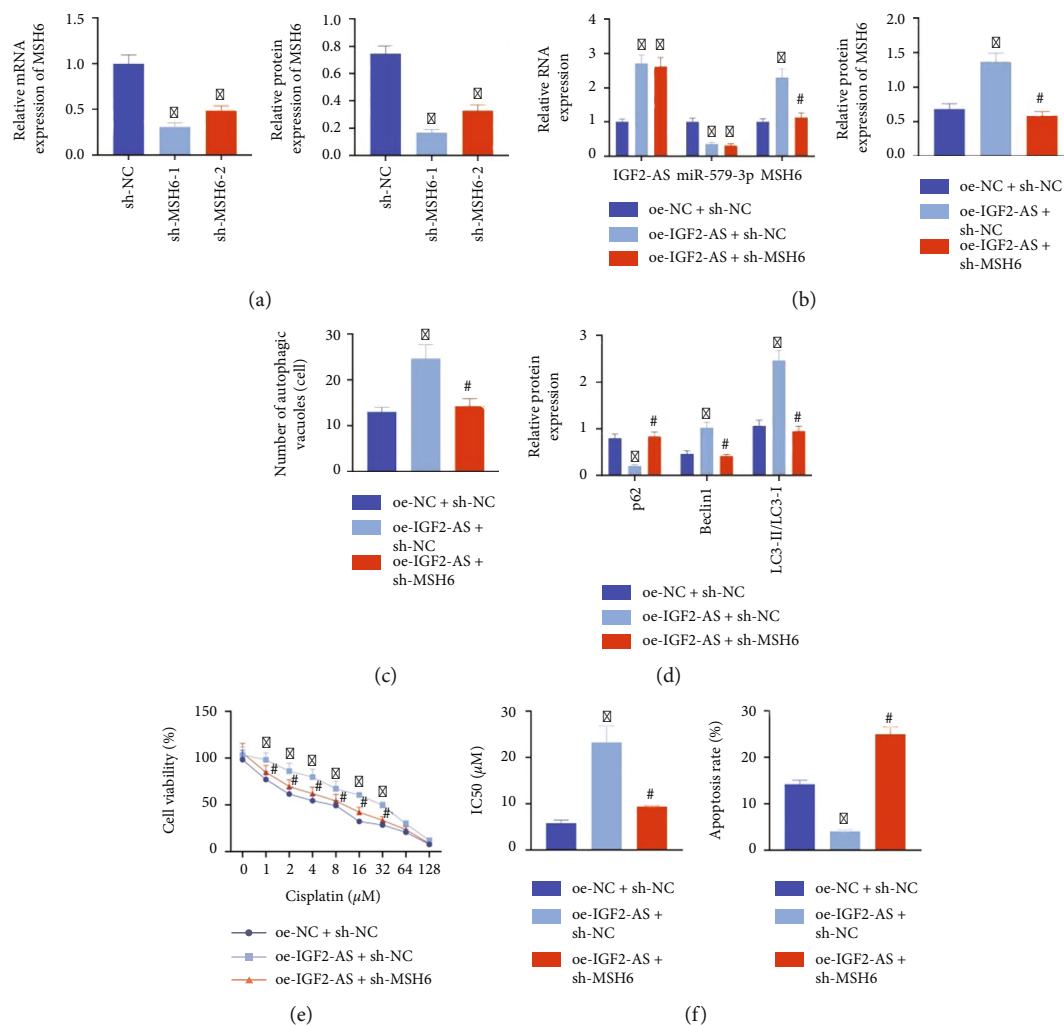 Relative mRNA
expression of MSH6
1.5
1.0
0.5
0.0
☒
☒
sh-NC
sh-MSH6-1
sh-MSH6-2
Relative protein
expression of MSH6
1.0
0.8
0.6
0.4
0.2
0.0
☒
☒
sh-NC
sh-MSH6-1
sh-MSH6-2
(a)
Relative RNA
expression
4
3
2
1
0
☒ ☒
☒ ☒
☒
#
IGF2-AS miR-579-3p MSH6
oe-NC + sh-NC
oe-IGF2-AS + sh-NC
oe-IGF2-AS + sh-MSH6
Relative protein
expression of MSH6
2.0
1.5
1.0
0.5
0.0
☒
#
oe-NC + sh-NC
oe-IGF2-AS +
sh-NC
oe-IGF2-AS +
sh-MSH6
(b)
Number of autophagic
vacuoles (cell)
30
20
10
0
☒
#
oe-NC + sh-NC
oe-IGF2-AS +
sh-NC
oe-IGF2-AS +
sh-MSH6
(c)
Relative protein
expression
3
2
1
0
☒
#
☒
#
☒
#
p62
Beclin1
LC3-II/LC3-I
oe-NC + sh-NC
oe-IGF2-AS + sh-NC
oe-IGF2-AS + sh-MSH6
(d)
Cell viability (%)
150
100
50
0
☒ ☒ ☒ ☒ ☒ ☒
# # # # # #
0 1 2 4 8 16 32 64 128
Cisplatin (μM)
oe-NC + sh-NC
oe-IGF2-AS + sh-NC
oe-IGF2-AS + sh-MSH6
(e)
IC50 (μM)
30
20
10
0
☒
#
oe-NC + sh-NC
oe-IGF2-AS +
sh-NC
oe-IGF2-AS +
sh-MSH6
Apoptosis rate (%)
30
20
10
0
☒
#
oe-NC + sh-NC
oe-IGF2-AS +
sh-NC
oe-IGF2-AS +
sh-MSH6
(f)